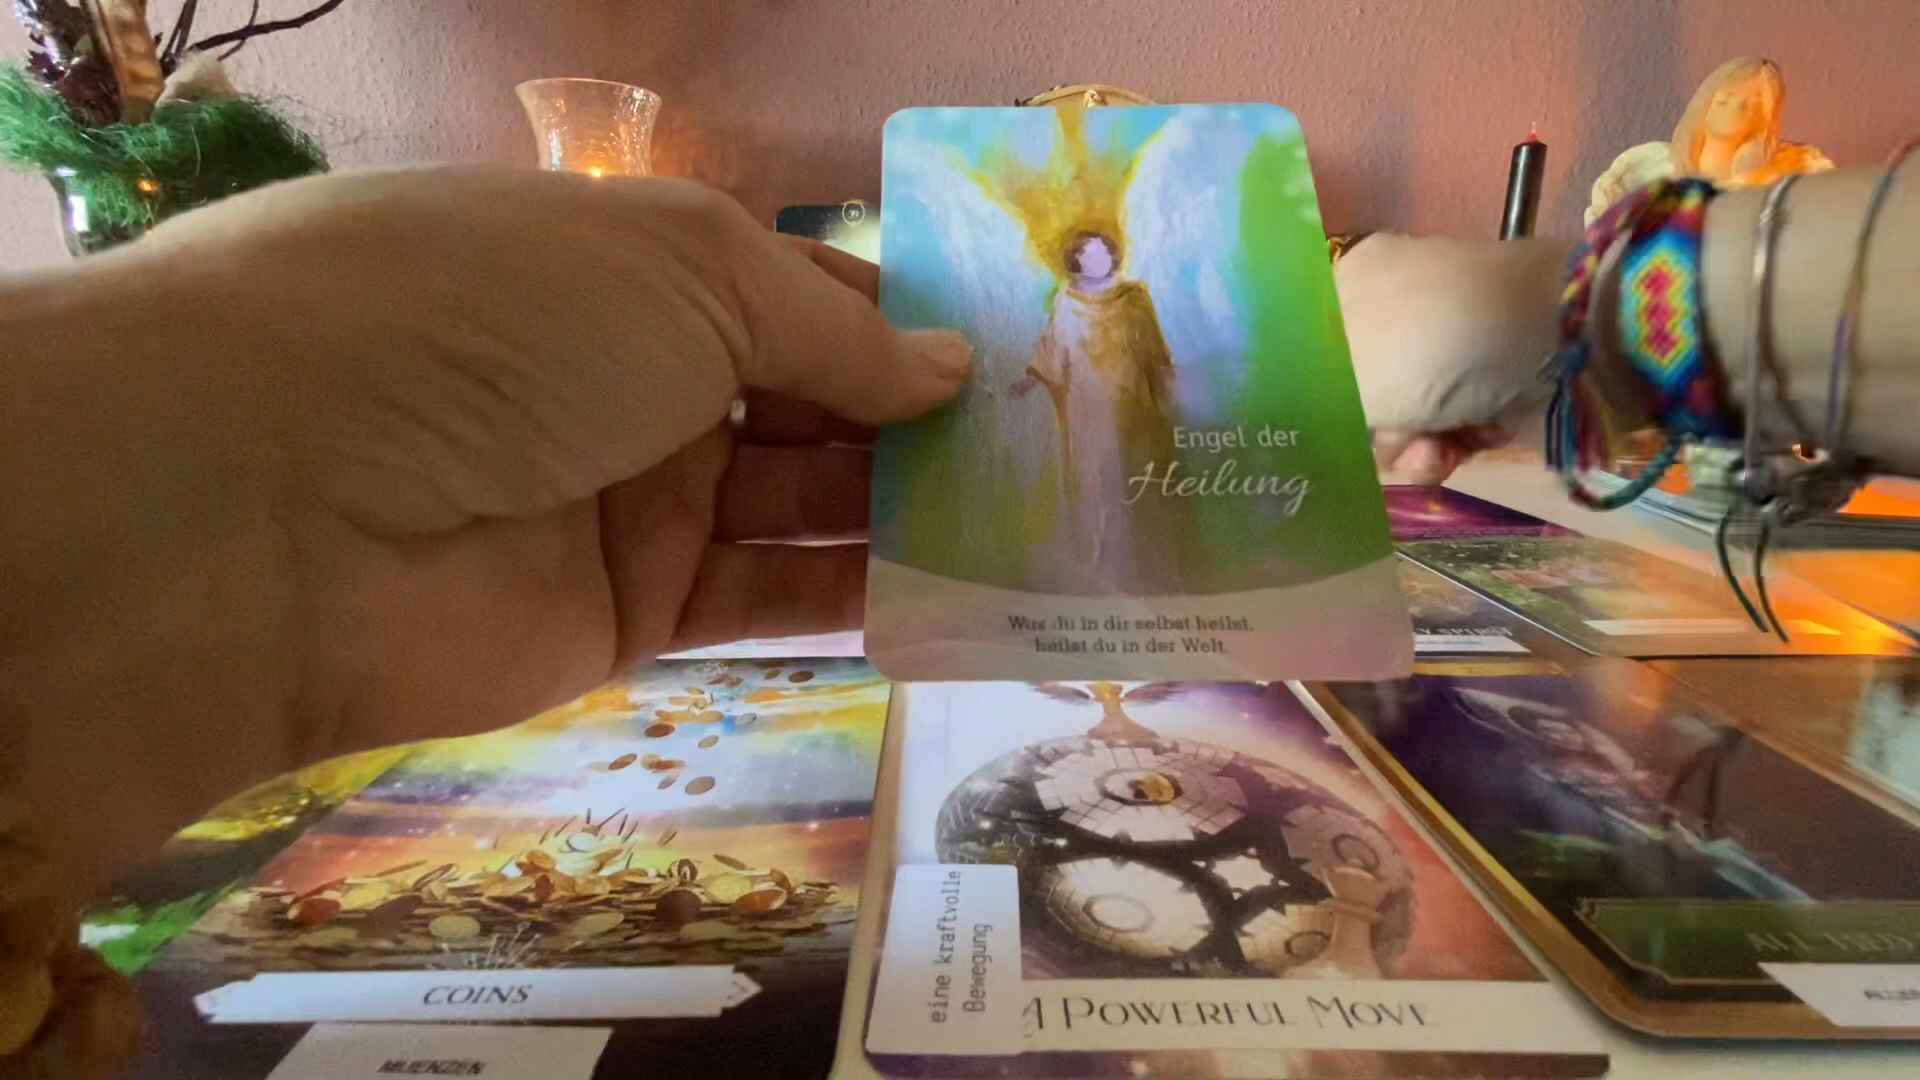 Engel der
Heilung
Was du in dir selbst heilst,
heilst du in der Welt.
COINS
MUENZEN
eine kraftvolle
Bewegung
A POWERFUL MOVE